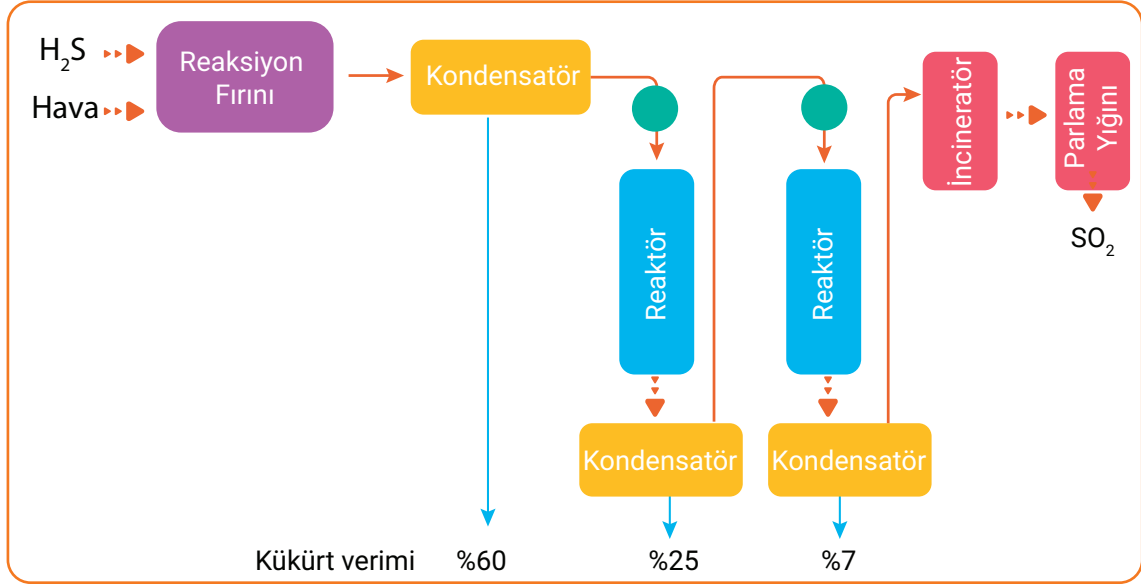 H₂S
Hava
Reaksiyon
Fırını
Kondensatör
Reaktör
Kondensatör
Reaktör
Kondensatör
İncineratör
Parlama
Yığını
SO₂
Kükürt verimi %60 %25 %7